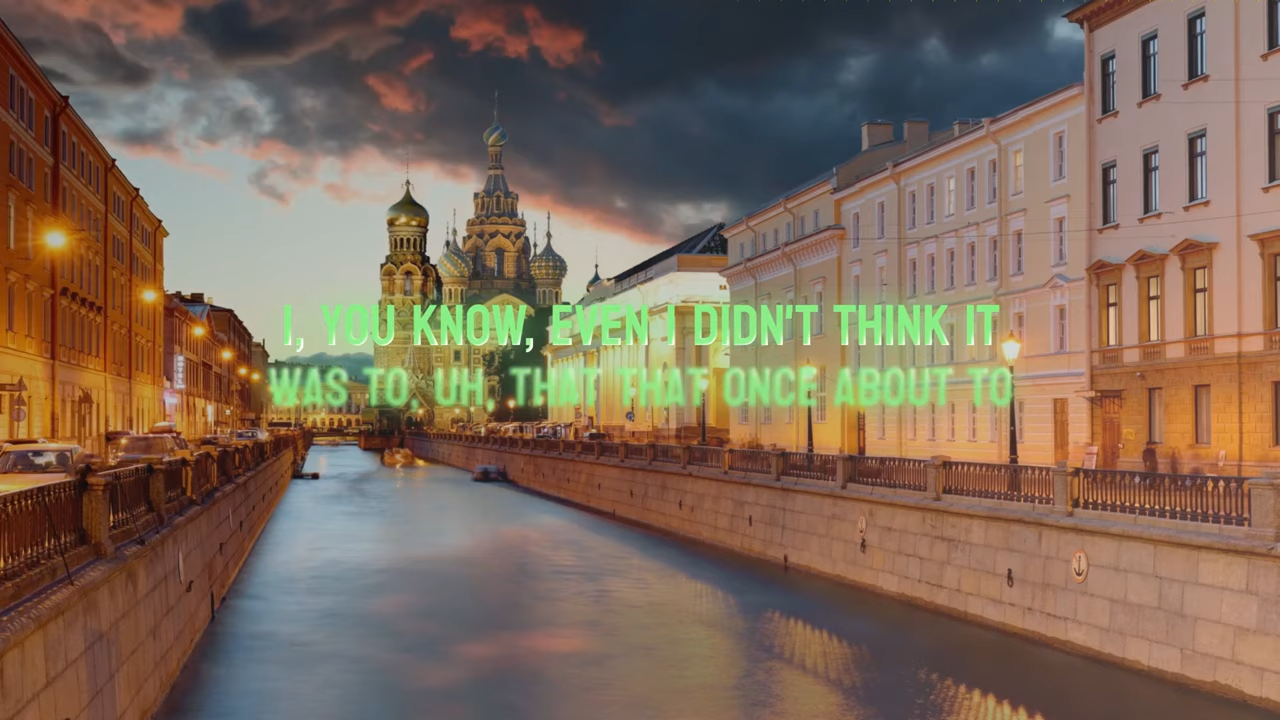 I, YOU KNOW, EVEN I DIDN'T THINK IT
WAS TO, UH, THAT THAT ONCE ABOUT TO